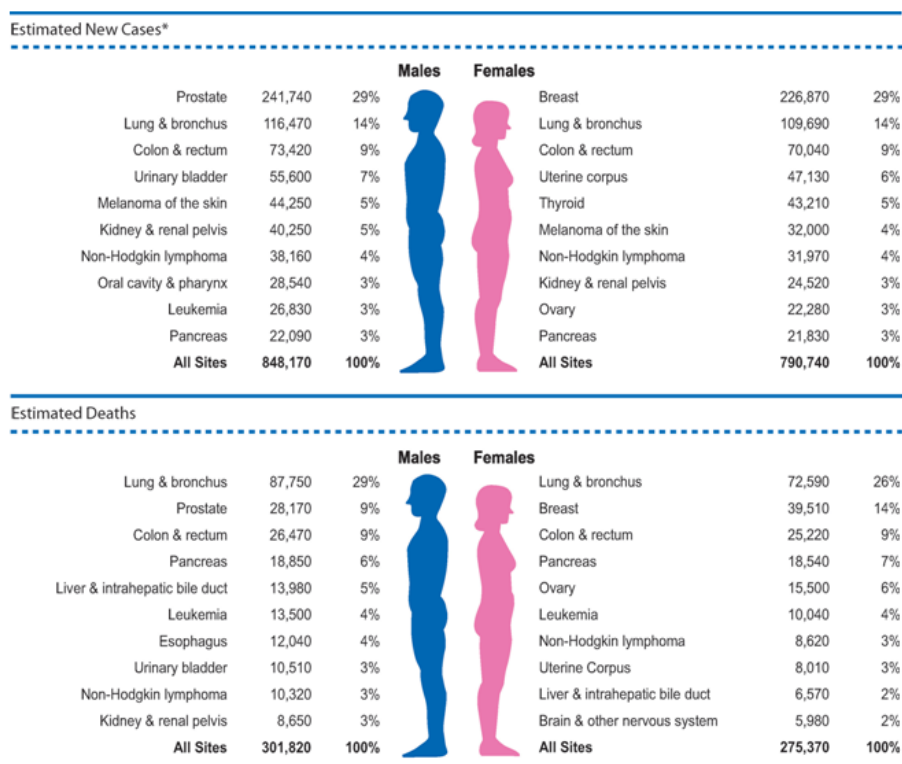 Estimated New Cases*
Males Females
Prostate 241,740 29% Breast 226,870 29%
Lung & bronchus 116,470 14% Lung & bronchus 109,690 14%
Colon & rectum 73,420 9% Colon & rectum 70,040 9%
Urinary bladder 55,600 7% Uterine corpus 47,130 6%
Melanoma of the skin 44,250 5% Thyroid 43,210 5%
Kidney & renal pelvis 40,250 5% Melanoma of the skin 32,000 4%
Non-Hodgkin lymphoma 38,160 4% Non-Hodgkin lymphoma 31,970 4%
Oral cavity & pharynx 28,540 3% Kidney & renal pelvis 24,520 3%
Leukemia 26,830 3% Ovary 22,280 3%
Pancreas 22,090 3% Pancreas 21,830 3%
All Sites 848,170 100% All Sites 790,740 100%
Estimated Deaths
Males Females
Lung & bronchus 87,750 29% Lung & bronchus 72,590 26%
Prostate 28,170 9% Breast 39,510 14%
Colon & rectum 26,470 9% Colon & rectum 25,220 9%
Pancreas 18,850 6% Pancreas 18,540 7%
Liver & intrahepatic bile duct 13,980 5% Ovary 15,500 6%
Leukemia 13,500 4% Leukemia 10,040 4%
Esophagus 12,040 4% Non-Hodgkin lymphoma 8,620 3%
Urinary bladder 10,510 3% Uterine Corpus 8,010 3%
Non-Hodgkin lymphoma 10,320 3% Liver & intrahepatic bile duct 6,570 2%
Kidney & renal pelvis 8,650 3% Brain & other nervous system 5,980 2%
All Sites 301,820 100% All Sites 275,370 100%